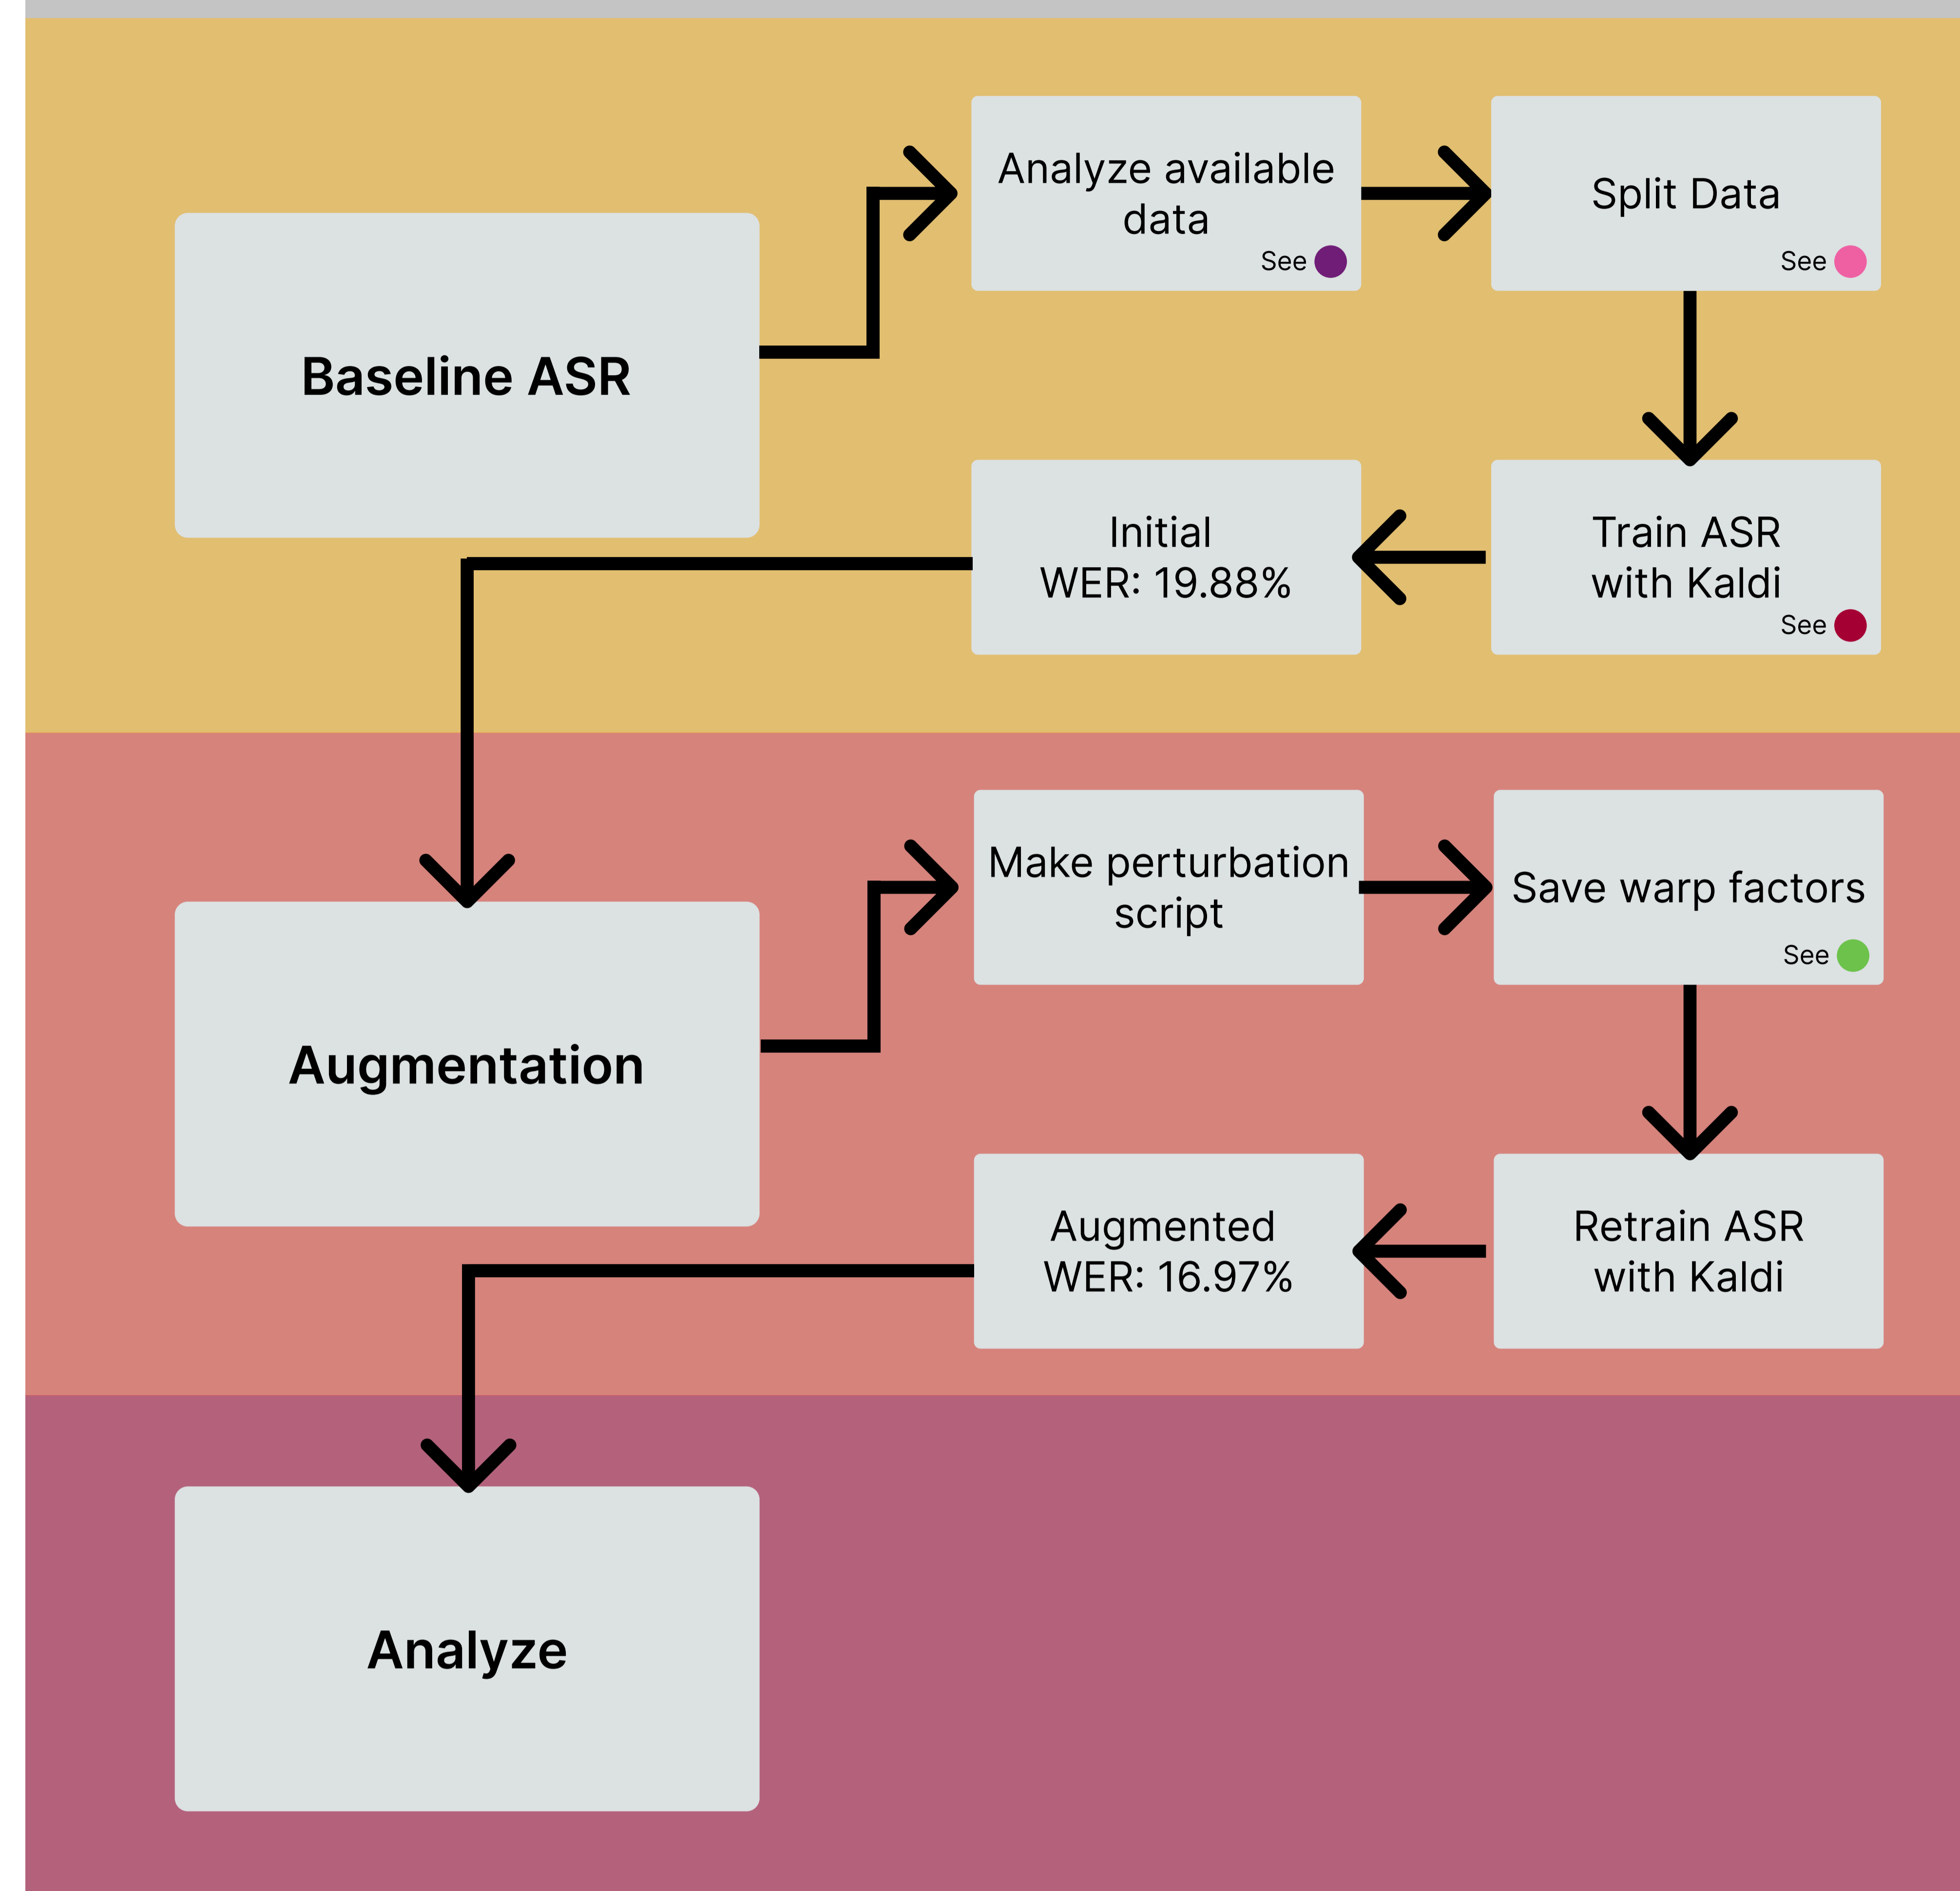 Baseline ASR
Analyze available
data
See
Split Data
See
Train ASR
with Kaldi
See
Initial
WER: 19.88%
Augmentation
Make perturbation
script
Save warp factors
See
Retrain ASR
with Kaldi
Augmented
WER: 16.97%
Analyze